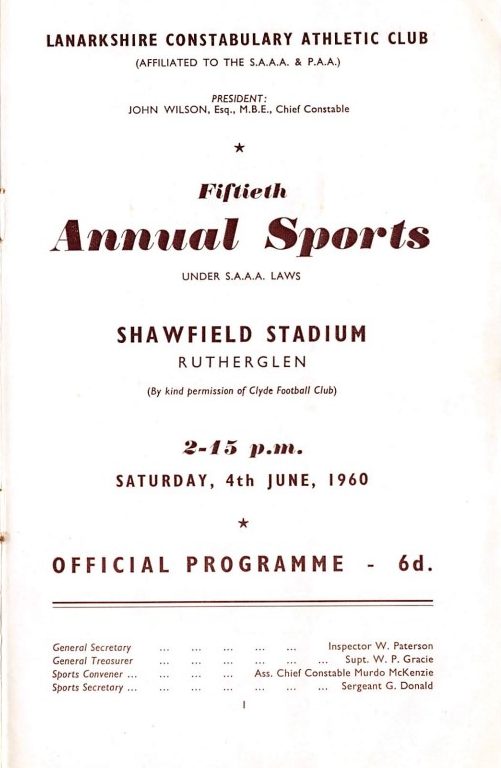 LANARKSHIRE CONSTABULARY ATHLETIC CLUB
(AFFILIATED TO THE S.A.A.A. & P.A.A.)
PRESIDENT:
JOHN WILSON, Esq., M.B.E., Chief Constable
★
Fiftieth
Annual Sports
UNDER S.A.A.A. LAWS
SHAWFIELD STADIUM
RUTHERGLEN
(By kind permission of Clyde Football Club)
2-15 p.m.
SATURDAY, 4th JUNE, 1960
★
OFFICIAL PROGRAMME - 6d.
General Secretary ... ... ... ... ... Inspector W. Paterson
General Treasurer ... ... ... ... ... ... Supt. W. P. Gracie
Sports Convener ... ... ... ... Ass. Chief Constable Murdo McKenzie
Sports Secretary ... ... ... ... ... ... ... Sergeant G. Donald
1